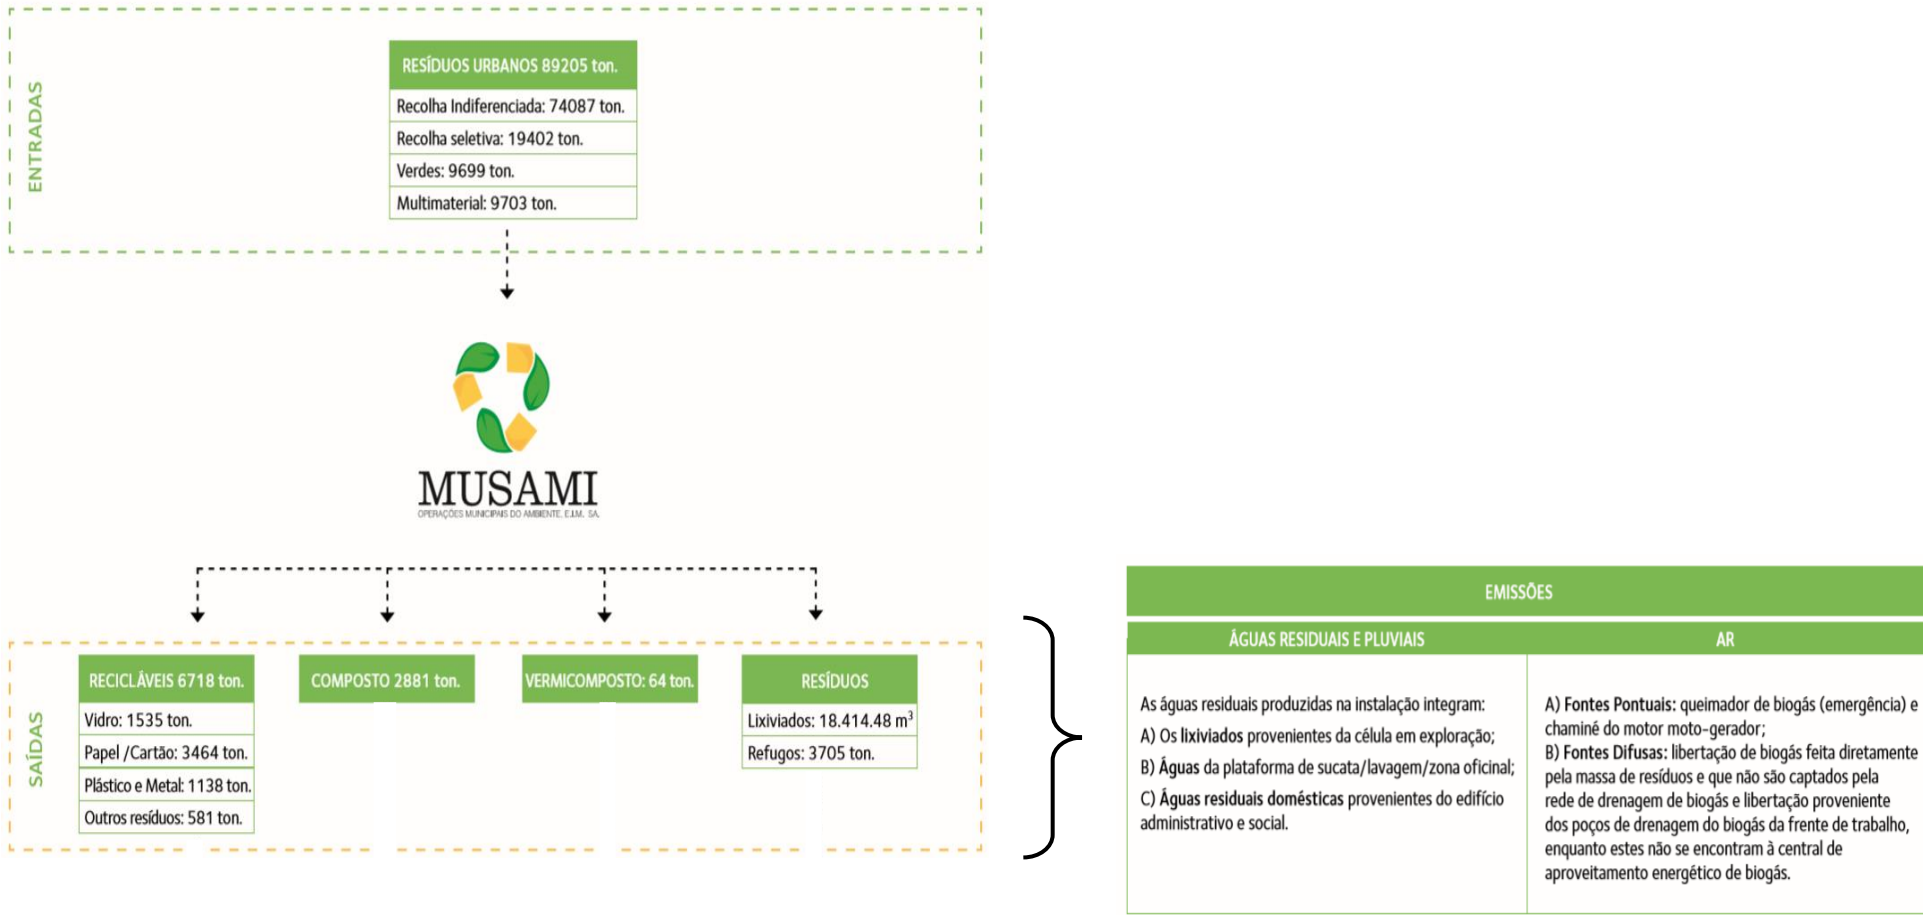 ENTRADAS
RESÍDUOS URBANOS 89205 ton.
Recolha Indiferenciada: 74087 ton.
Recolha seletiva: 19402 ton.
Verdes: 9699 ton.
Multimaterial: 9703 ton.
MUSAMI
OPERAÇÕES MUNICIPAIS DO AMBIENTE, E.I.M. SA.
SAÍDAS
RECICLÁVEIS 6718 ton.
Vidro: 1535 ton.
Papel /Cartão: 3464 ton.
Plástico e Metal: 1138 ton.
Outros resíduos: 581 ton.
COMPOSTO 2881 ton.
VERMICOMPOSTO: 64 ton.
RESÍDUOS
Lixiviados: 18.414.48 m³
Refugos: 3705 ton.
EMISSÕES
ÁGUAS RESIDUAIS E PLUVIAIS
As águas residuais produzidas na instalação integram:
A) Os lixiviados provenientes da célula em exploração;
B) Águas da plataforma de sucata/lavagem/zona oficinal;
C) Águas residuais domésticas provenientes do edifício
administrativo e social.
AR
A) Fontes Pontuais: queimador de biogás (emergência) e
chaminé do motor moto-gerador;
B) Fontes Difusas: libertação de biogás feita diretamente
pela massa de resíduos e que não são captados pela
rede de drenagem de biogás e libertação proveniente
dos poços de drenagem do biogás da frente de trabalho,
enquanto estes não se encontram à central de
aproveitamento energético de biogás.